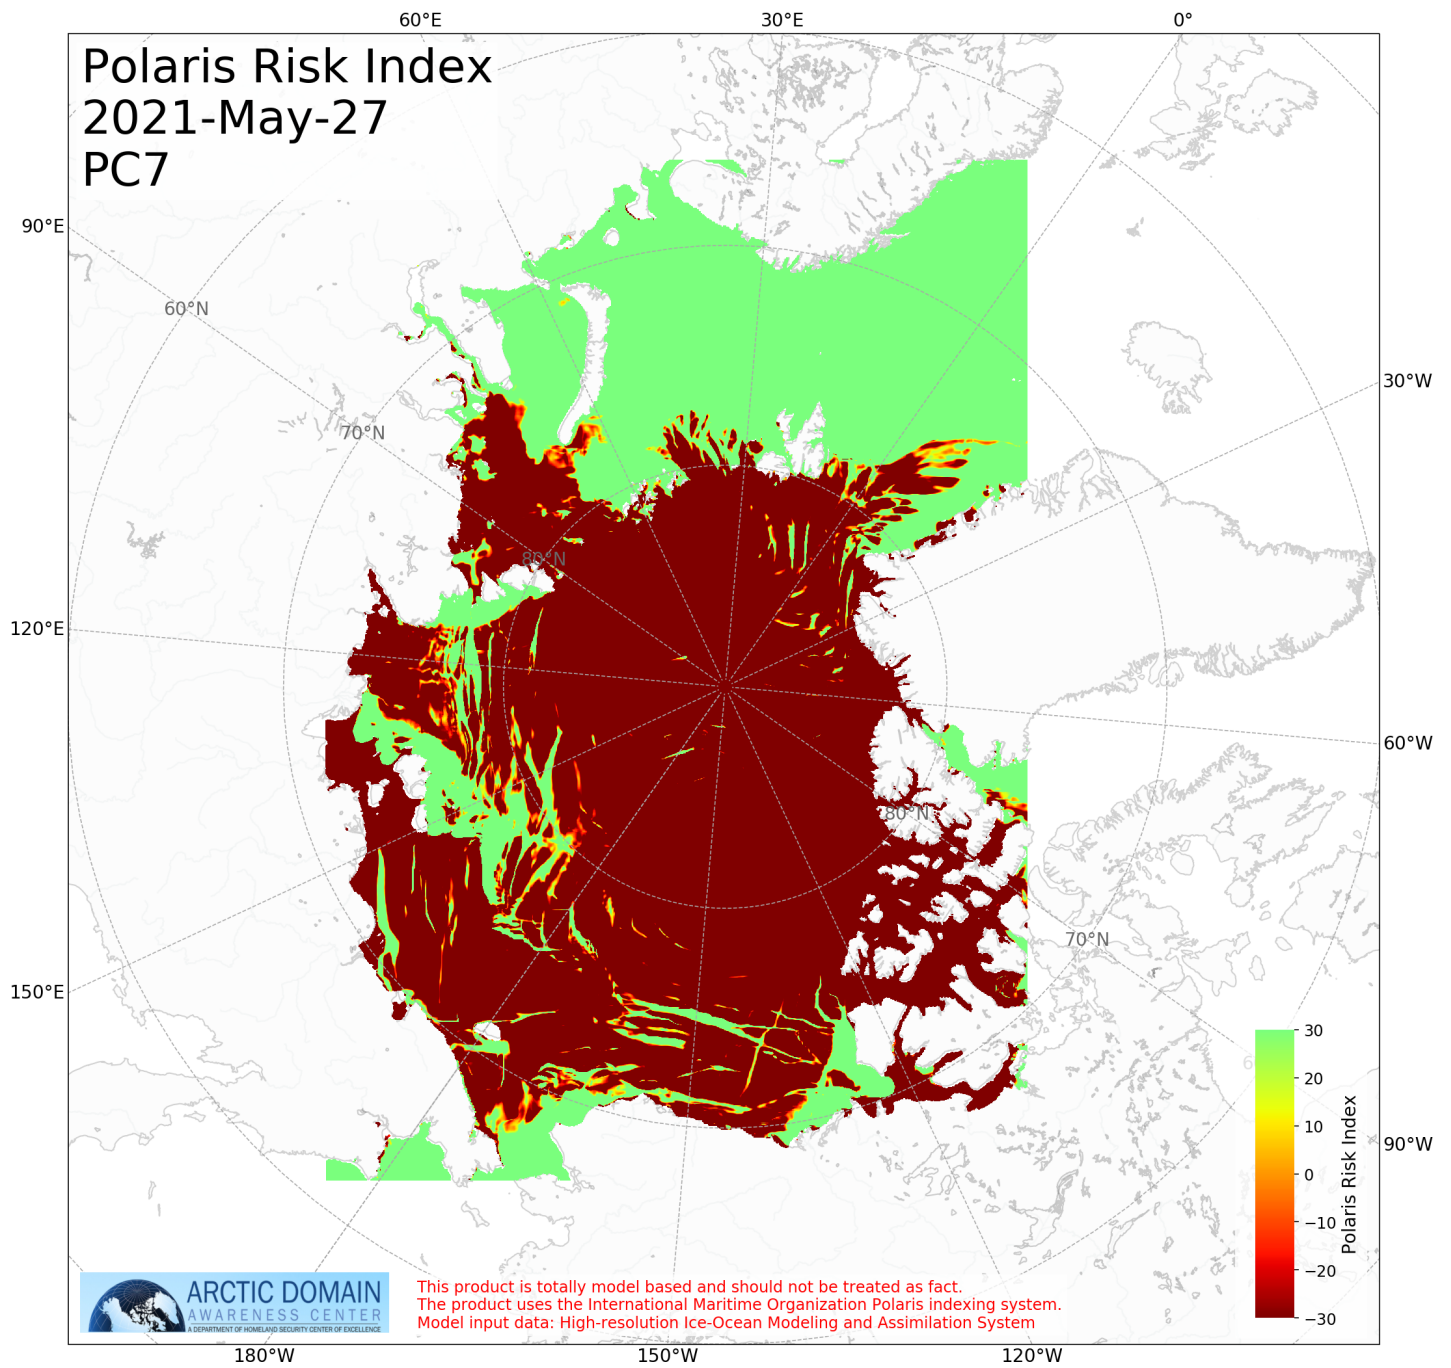 60°E 30°E 0°
Polaris Risk Index
2021-May-27
PC7
90°E
60°N
30°W
70°N
80°N
120°E
60°W
80°N
70°N
150°E
30
20
10
0
−10
−20
−30
Polaris Risk Index
90°W
ARCTIC DOMAIN
AWARENESS CENTER
A DEPARTMENT OF HOMELAND SECURITY CENTER OF EXCELLENCE
This product is totally model based and should not be treated as fact.
The product uses the International Maritime Organization Polaris indexing system.
Model input data: High-resolution Ice-Ocean Modeling and Assimilation System
180°W 150°W 120°W